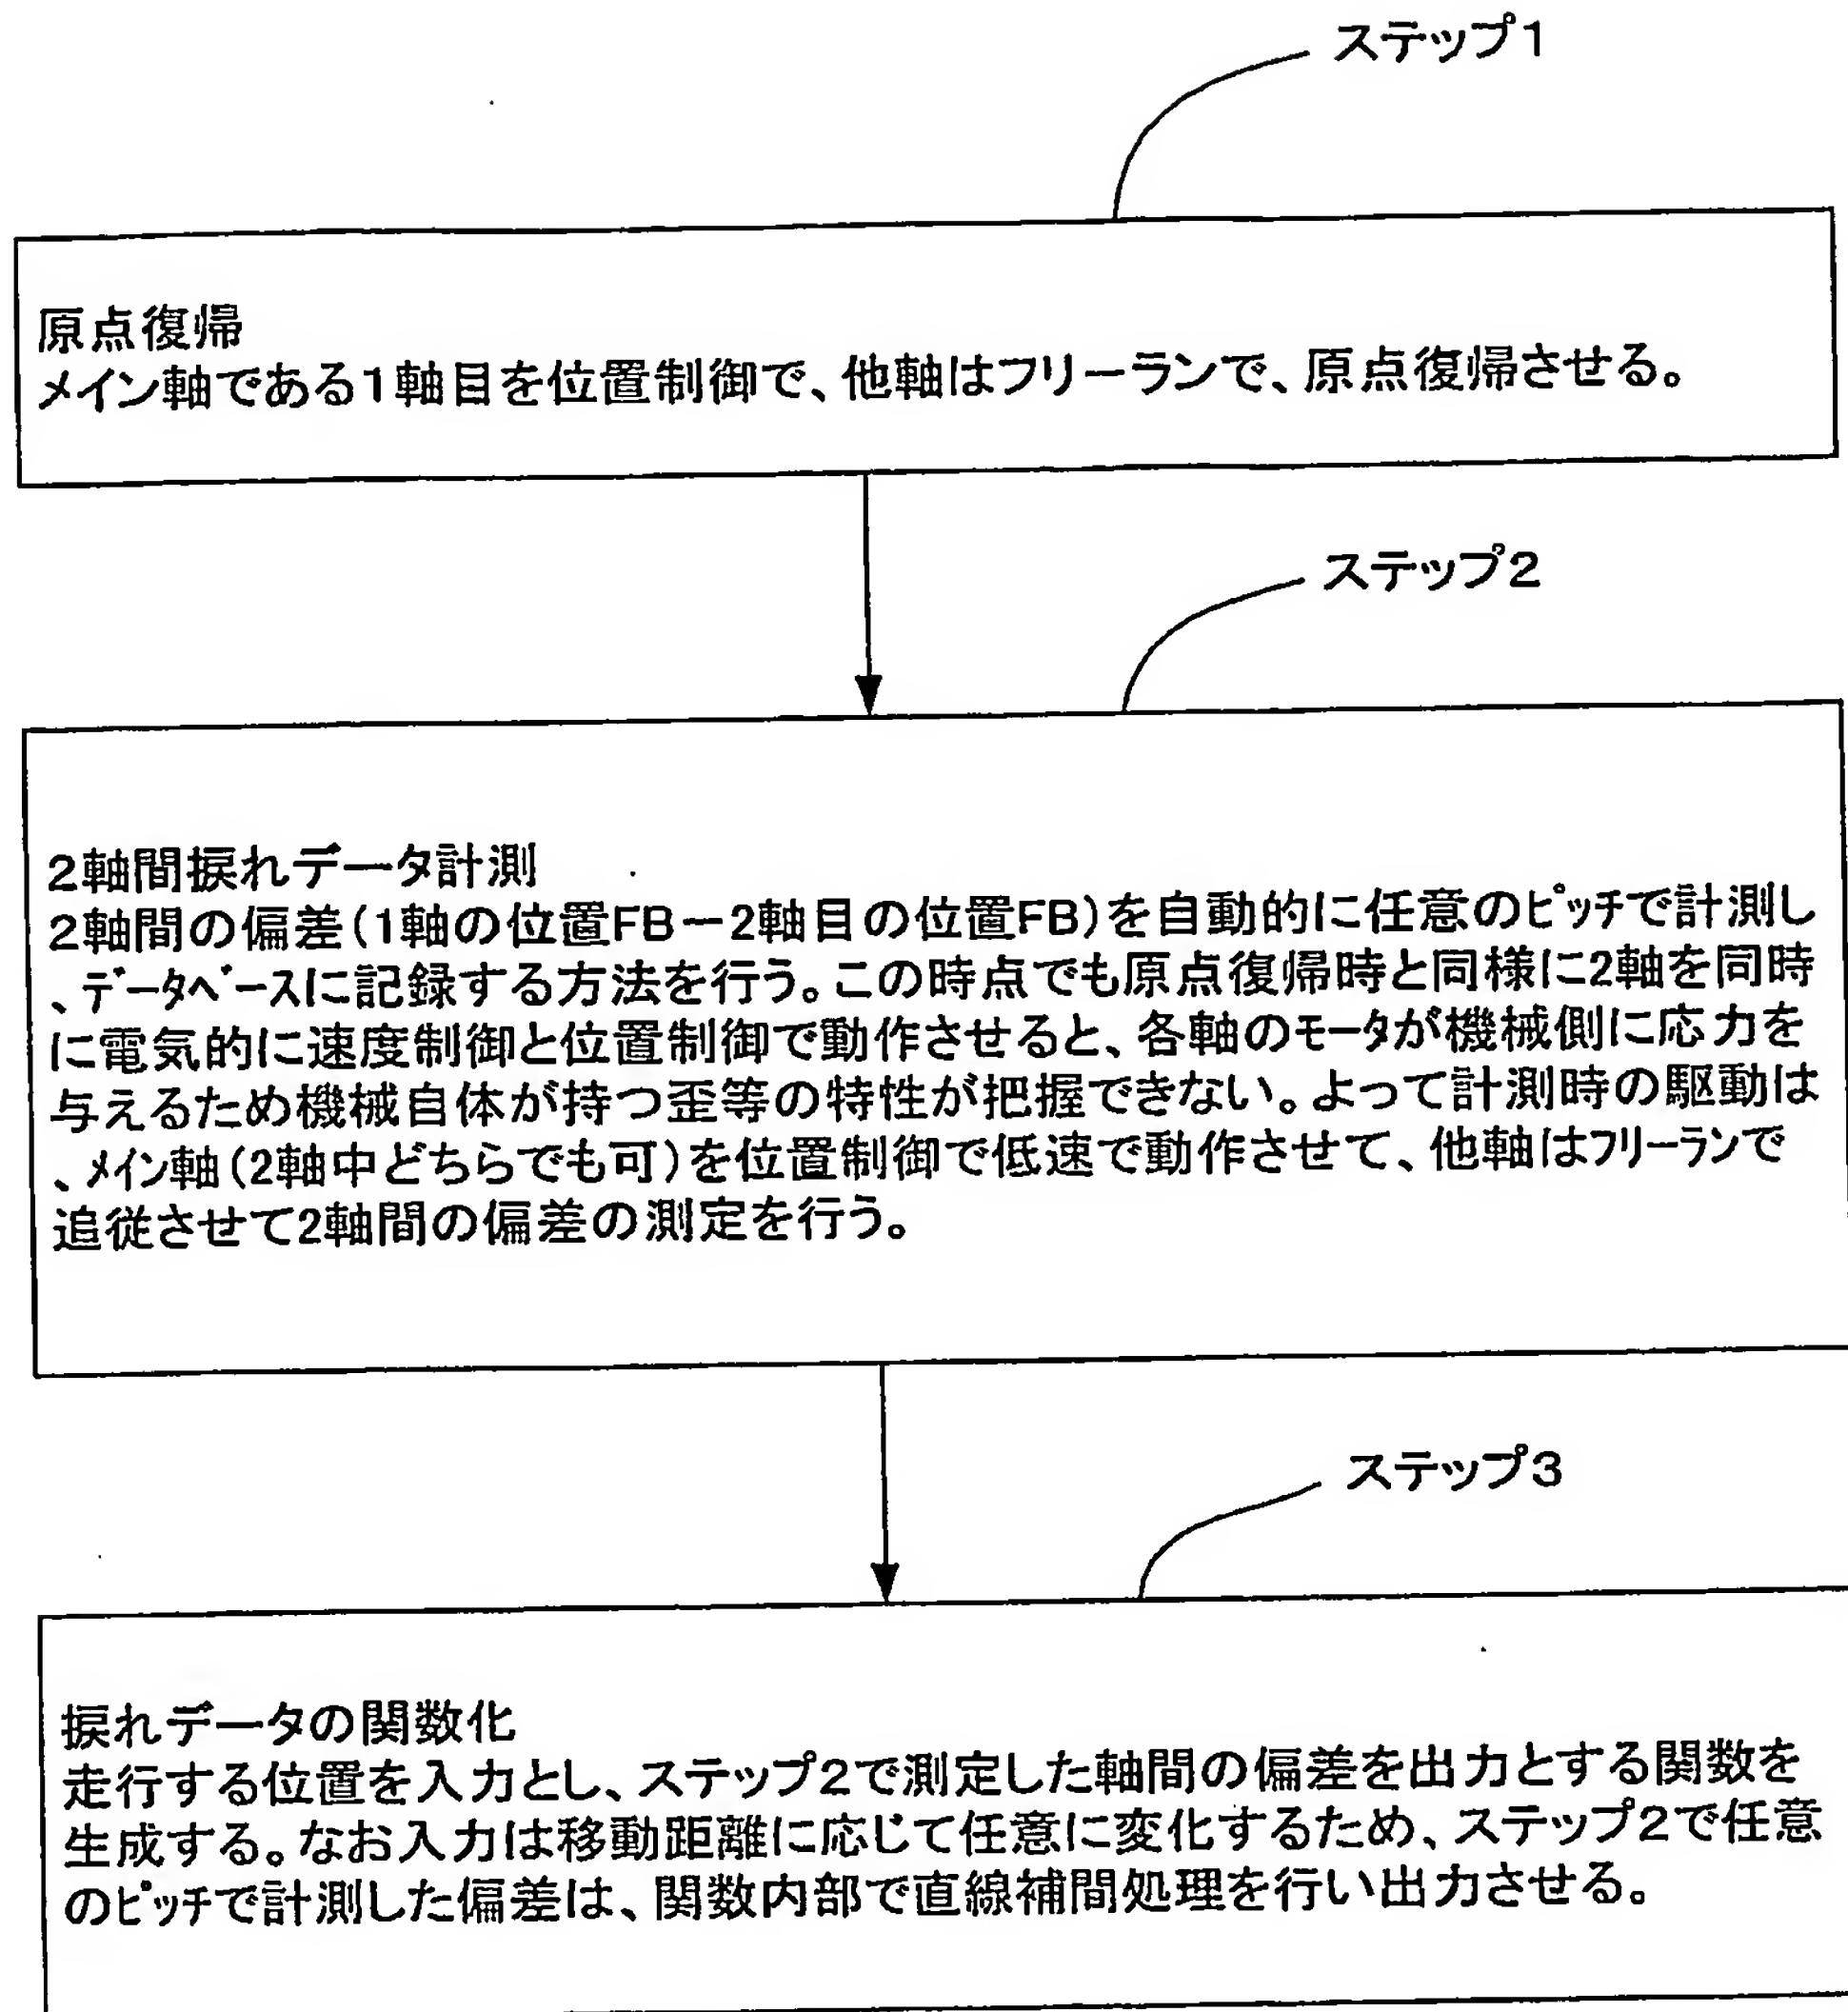 ステップ1
原点復帰
メイン軸である1軸目を位置制御で、他軸はフリーランで、原点復帰させる。
ステップ2
2軸間捩れデータ計測
2軸間の偏差(1軸の位置FB－2軸目の位置FB)を自動的に任意のﾋﾟｯﾁで計測し
、ﾃﾞｰﾀﾍﾞｰｽに記録する方法を行う。この時点でも原点復帰時と同様に2軸を同時
に電気的に速度制御と位置制御で動作させると、各軸のﾓｰﾀが機械側に応力を
与えるため機械自体が持つ歪等の特性が把握できない。よって計測時の駆動は
、ﾒｲﾝ軸(2軸中どちらでも可)を位置制御で低速で動作させて、他軸はﾌﾘｰﾗﾝで
追従させて2軸間の偏差の測定を行う。
ステップ3
捩れデータの関数化
走行する位置を入力とし、ステップ2で測定した軸間の偏差を出力とする関数を
生成する。なお入力は移動距離に応じて任意に変化するため、ステップ2で任意
のﾋﾟｯﾁで計測した偏差は、関数内部で直線補間処理を行い出力させる。